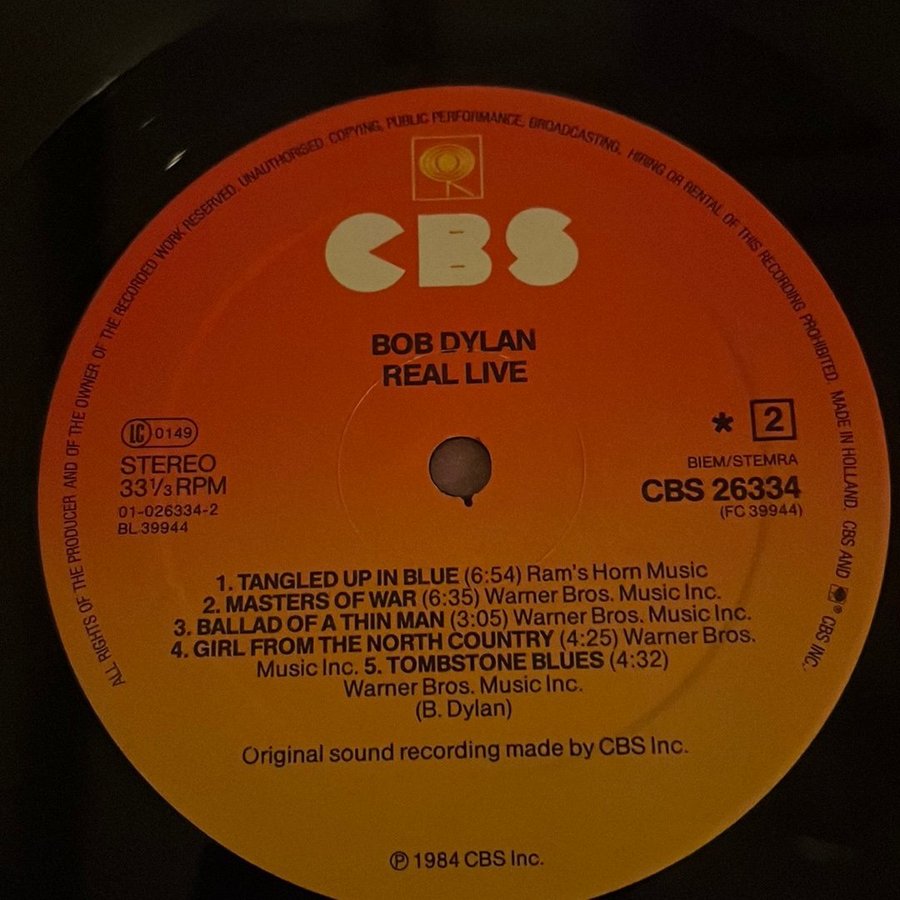 ALL RIGHTS OF THE PRODUCER AND OF THE OWNER OF THE RECORDED WORK RESERVED. UNAUTHORISED COPYING, PUBLIC PERFORMANCE, BROADCASTING, HIRING OR RENTAL OF THIS RECORDING PROHIBITED. MADE IN HOLLAND. CBS AND ® CBS INC.
CBS
BOB DYLAN
REAL LIVE
LC 0149
STEREO
33 1/3 RPM
01-026334-2
BL 39944
* 2
BIEM/STEMRA
CBS 26334
(FC 39944)
1. TANGLED UP IN BLUE (6:54) Ram's Horn Music
2. MASTERS OF WAR (6:35) Warner Bros. Music Inc.
3. BALLAD OF A THIN MAN (3:05) Warner Bros. Music Inc.
4. GIRL FROM THE NORTH COUNTRY (4:25) Warner Bros.
Music Inc. 5. TOMBSTONE BLUES (4:32)
Warner Bros. Music Inc.
(B. Dylan)
Original sound recording made by CBS Inc.
℗ 1984 CBS Inc.